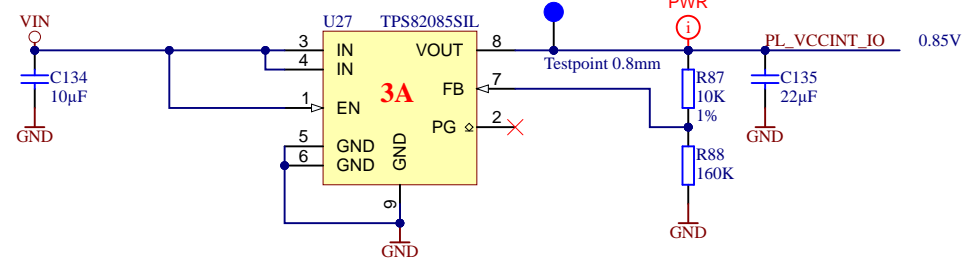 PWR
VIN
U27 TPS82085SIL
i
3 IN VOUT 8
PL_VCCINT_IO 0.85V
4 IN
Testpoint 0.8mm
C134
10µF
3A
FB 7
R87
10K
1%
C135
22µF
1 EN
PG 2
GND
5 GND
6 GND
GND
GND
R88
160K
9
GND
GND